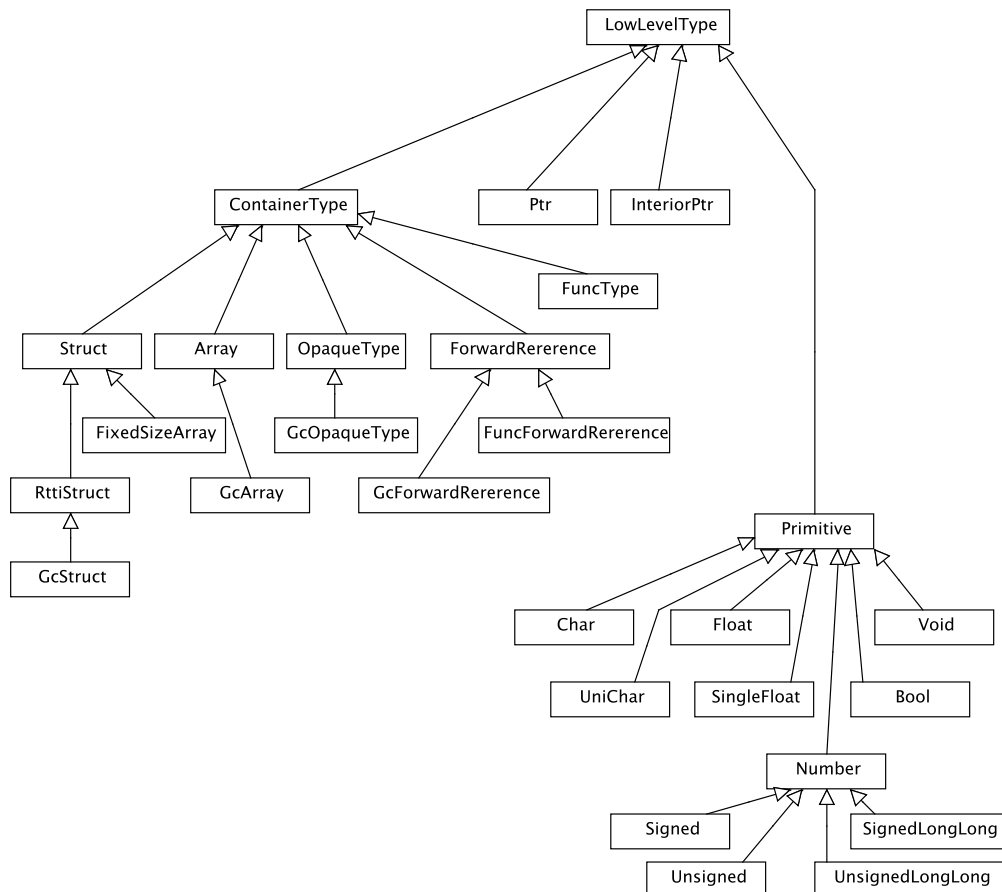 LowLevelType
ContainerType
Ptr
InteriorPtr
FuncType
Struct
Array
OpaqueType
ForwardRererence
FixedSizeArray
GcOpaqueType
FuncForwardRererence
RttiStruct
GcArray
GcForwardRererence
Primitive
GcStruct
Char
Float
Void
UniChar
SingleFloat
Bool
Number
Signed
SignedLongLong
Unsigned
UnsignedLongLong